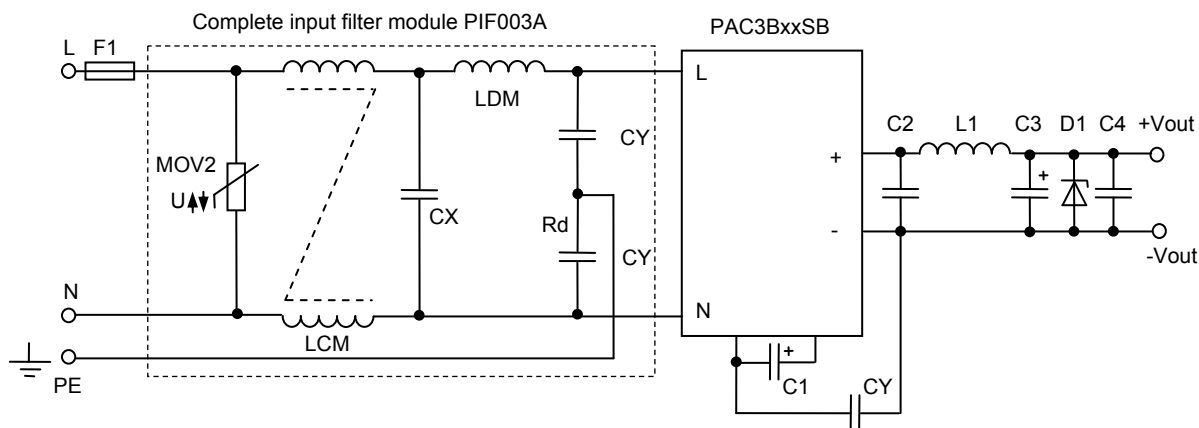 Complete input filter module PIF003A
PAC3BxxSB
L
F1
L
LDM
C2
L1
C3
D1
C4
+Vout
CY
MOV2
+
+
U
CX
Rd
CY
-
-Vout
N
N
LCM
PE
+
C1
CY